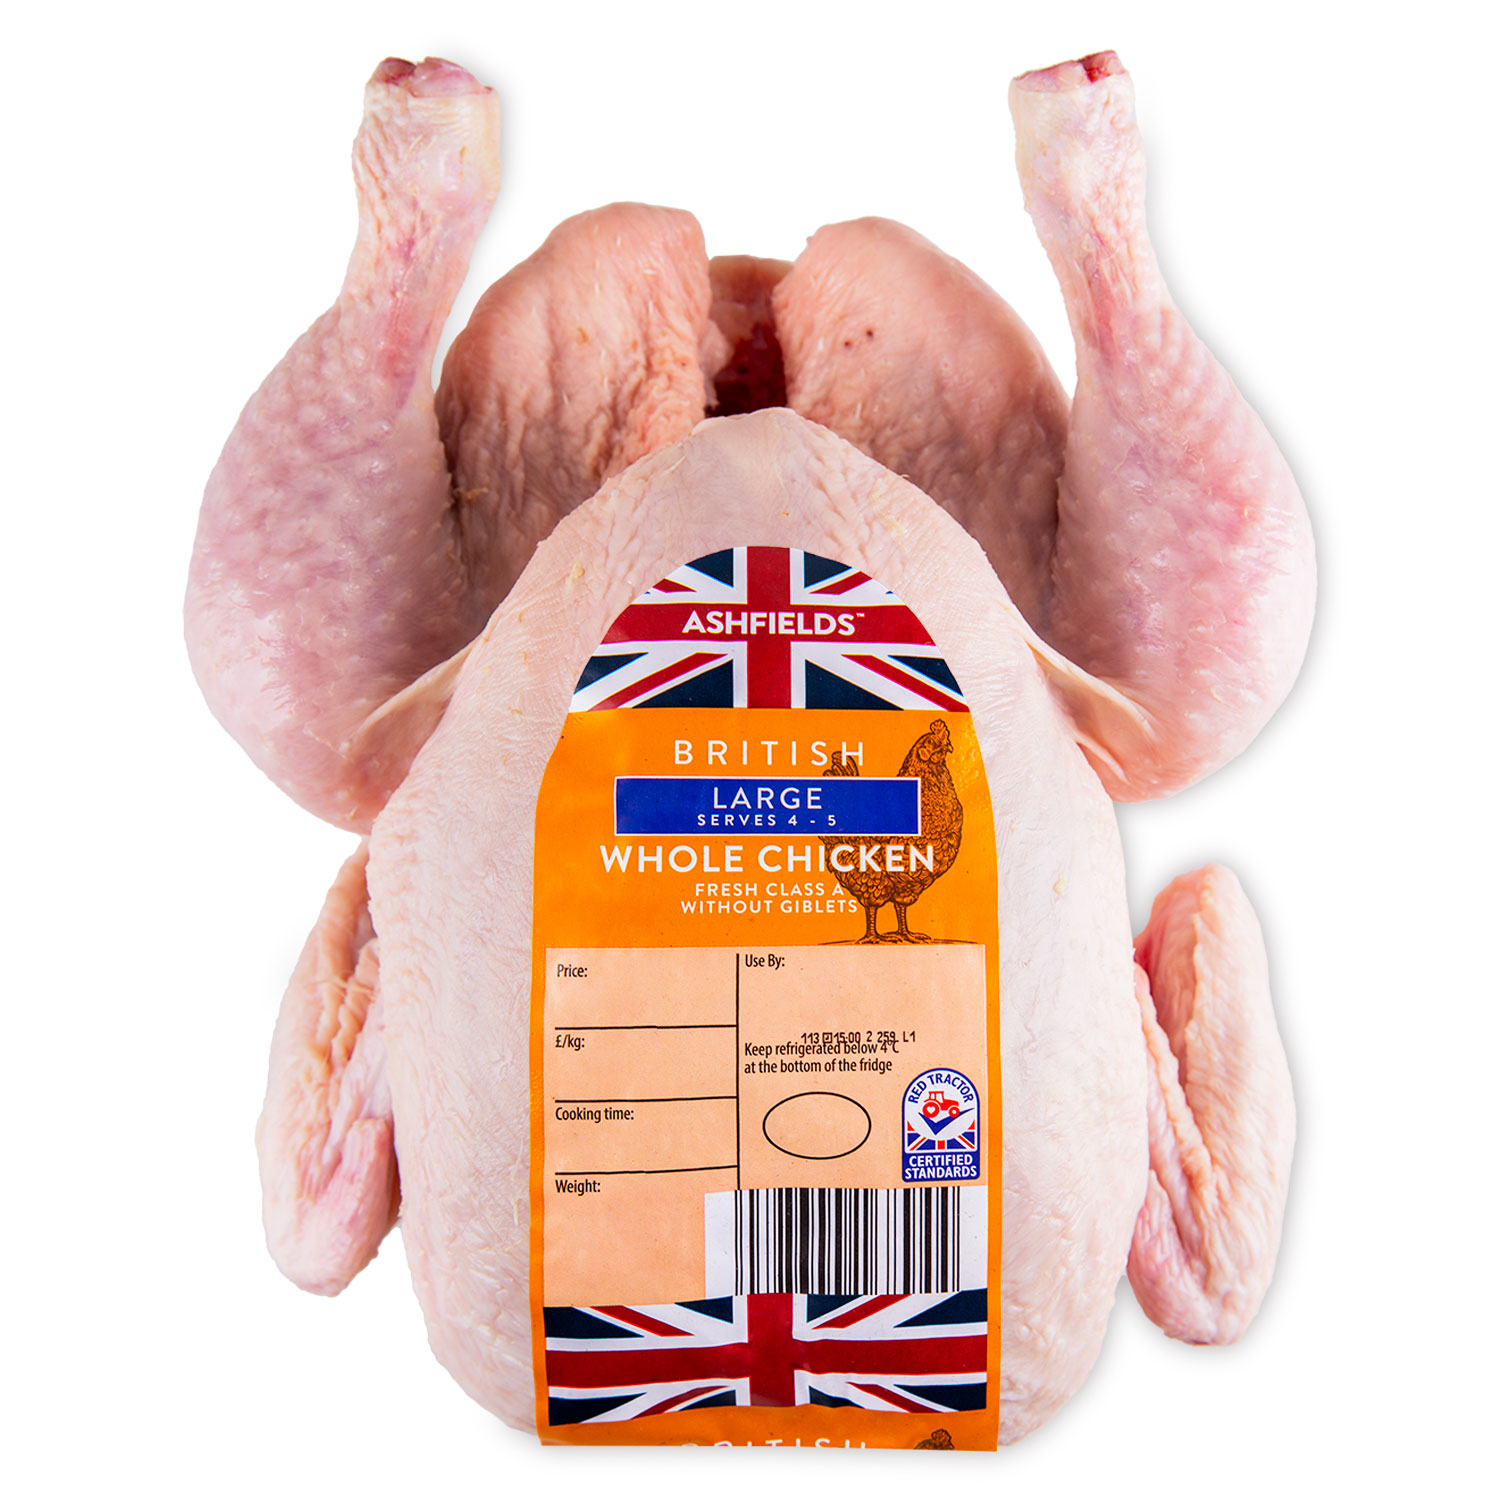 ASHFIELDS™
BRITISH
LARGE
SERVES 4 - 5
WHOLE CHICKEN
FRESH CLASS A
WITHOUT GIBLETS
Price:
£/kg:
Cooking time:
Weight:
Use By:
113 15:00 2 259 L1
Keep refrigerated below 4°C
at the bottom of the fridge
RED TRACTOR
CERTIFIED
STANDARDS
BRITISH